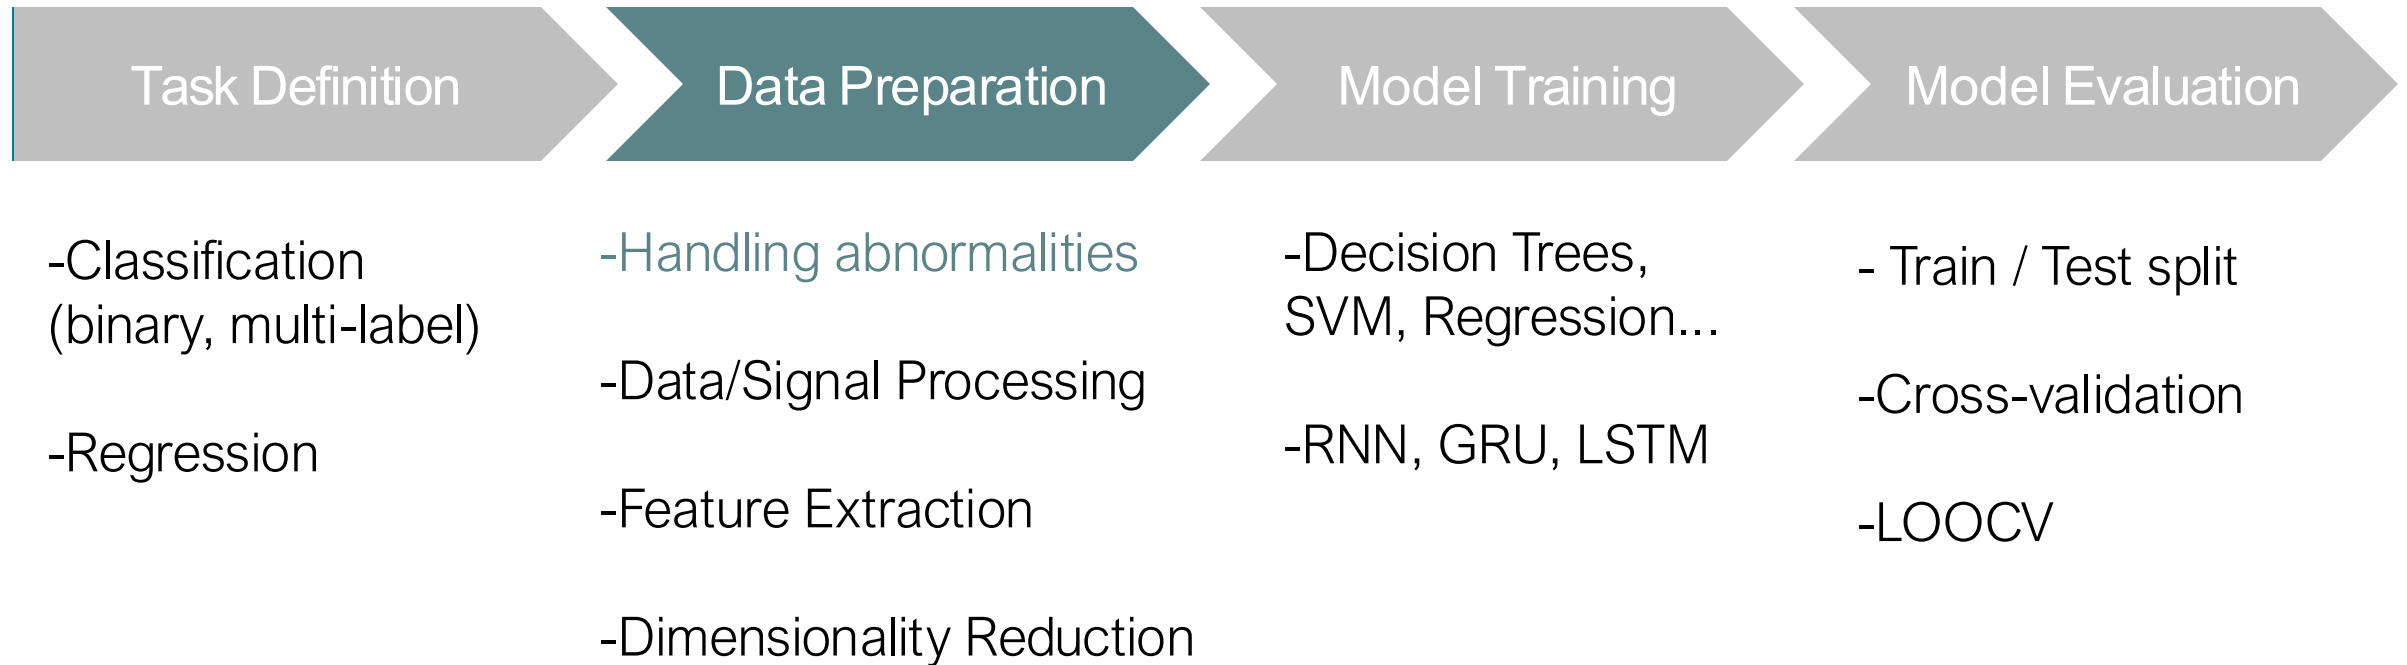 Task Definition
Data Preparation
Model Training
Model Evaluation
-Classification
(binary, multi-label)
-Regression
-Handling abnormalities
-Data/Signal Processing
-Feature Extraction
-Dimensionality Reduction
-Decision Trees,
SVM, Regression...
-RNN, GRU, LSTM
- Train / Test split
-Cross-validation
-LOOCV